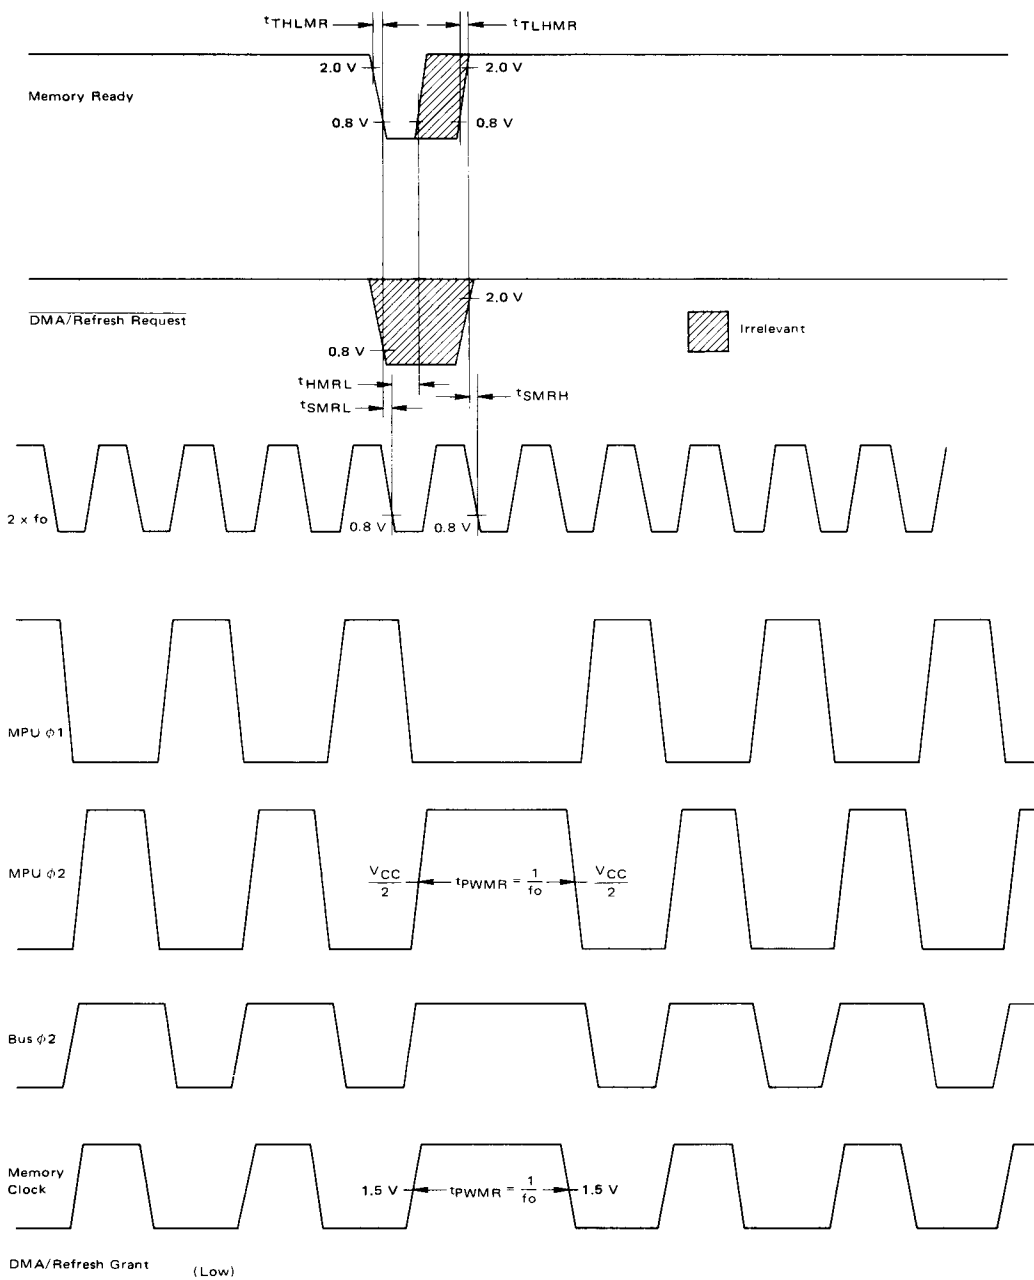 tTHLMR
tTLHMR
2.0 V
2.0 V
Memory Ready
0.8 V
0.8 V
2.0 V
DMA/Refresh Request
Irrelevant
0.8 V
tHMRL
tSMRH
tSMRL
2 x fo
0.8 V
0.8 V
MPU ϕ1
MPU ϕ2
VCC/2
tPWMR = 1/fo
VCC/2
Bus ϕ2
Memory
Clock
1.5 V
tPWMR = 1/fo
1.5 V
DMA/Refresh Grant
(Low)